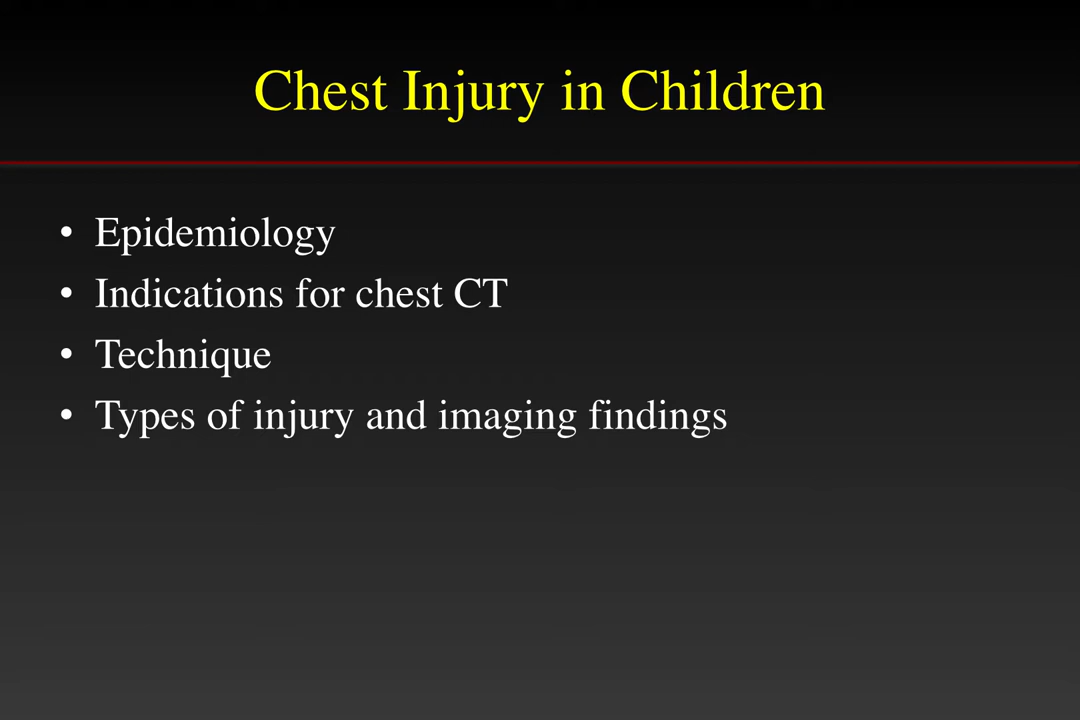 Chest Injury in Children
• Epidemiology
• Indications for chest CT
• Technique
• Types of injury and imaging findings